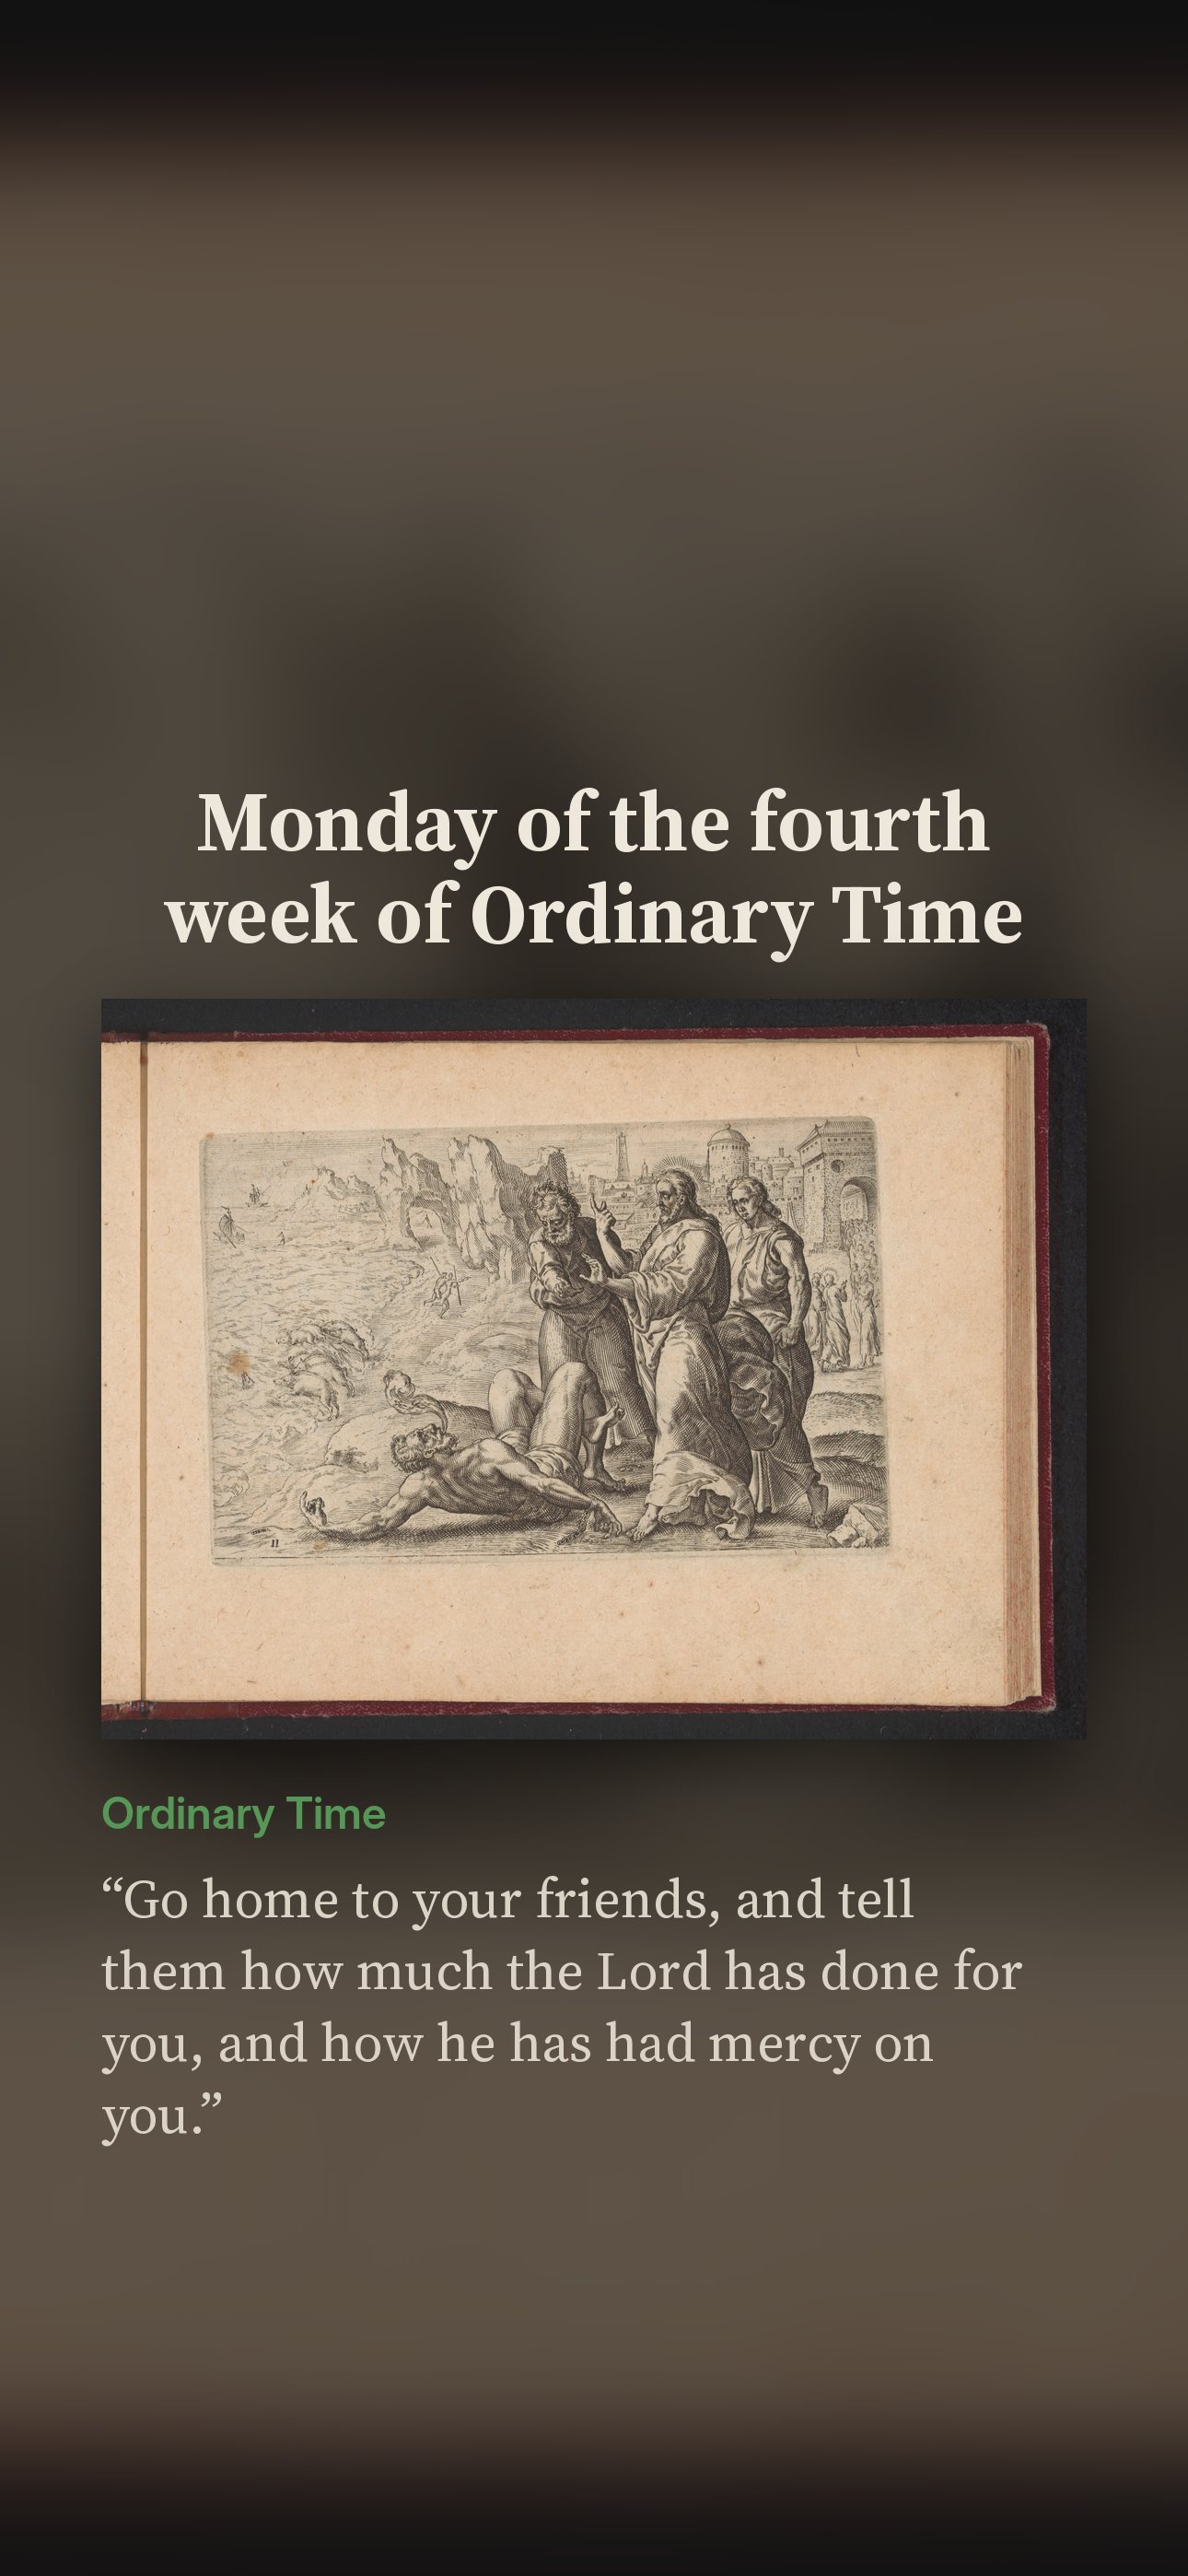 Monday of the fourth
week of Ordinary Time
11
Ordinary Time
“Go home to your friends, and tell
them how much the Lord has done for
you, and how he has had mercy on
you.”